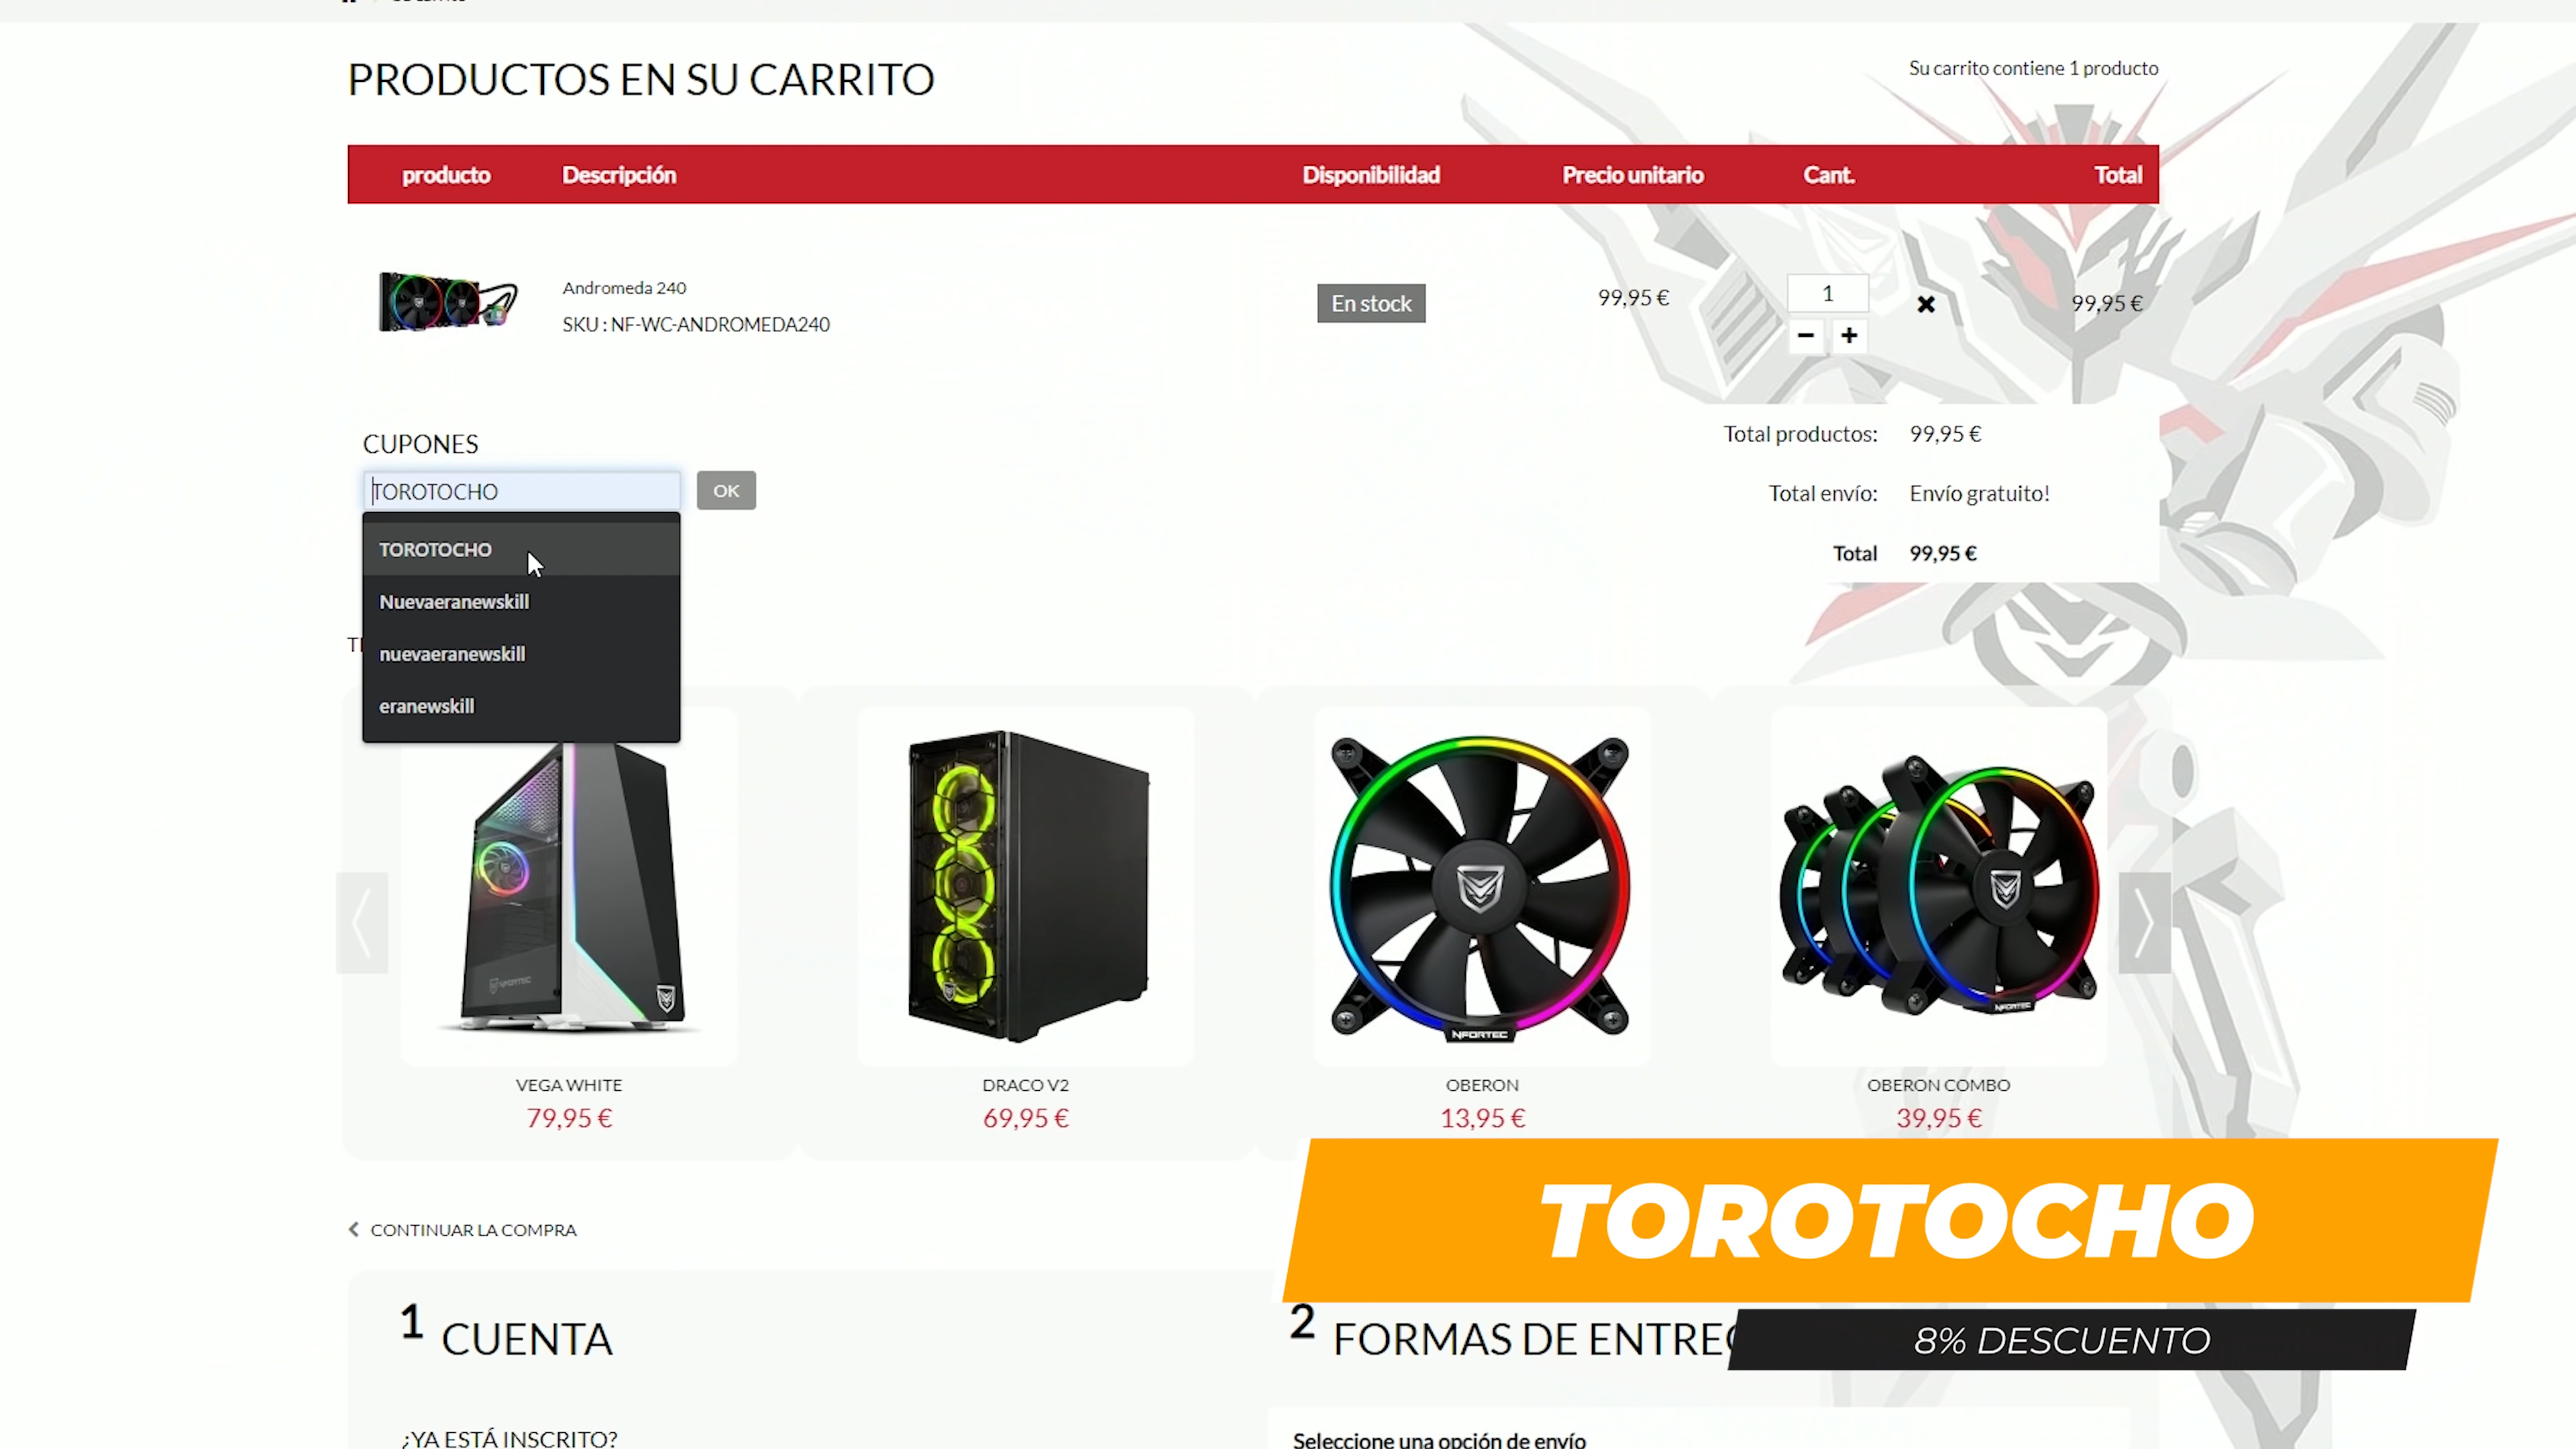 PRODUCTOS EN SU CARRITO
Su carrito contiene 1 producto
producto Descripción Disponibilidad Precio unitario Cant. Total
Andromeda 240
SKU : NF-WC-ANDROMEDA240
En stock
99,95 €
1
99,95 €
CUPONES
TOROTOCHO
OK
TOROTOCHO
Nuevaeranewskill
nuevaeranewskill
eranewskill
Total productos: 99,95 €
Total envío: Envío gratuito!
Total 99,95 €
NFORTEC
NFORTEC
NFORTEC
VEGA WHITE
79,95 €
DRACO V2
69,95 €
OBERON
13,95 €
OBERON COMBO
39,95 €
CONTINUAR LA COMPRA
TOROTOCHO
8% DESCUENTO
1 CUENTA
2 FORMAS DE ENTREG
¿YA ESTÁ INSCRITO?
Seleccione una opción de envío